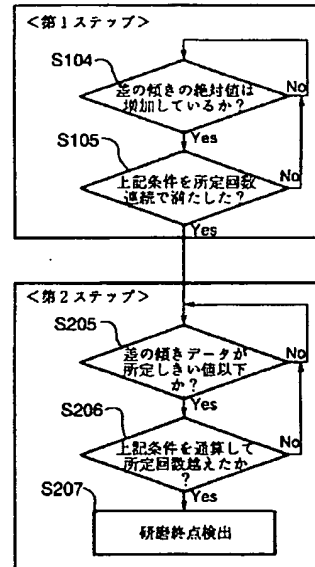 <第1ステップ>
S104
差の傾きの絶対値は
増加しているか?
No
Yes
S105
上記条件を所定回数
連続で満たした?
No
Yes
<第2ステップ>
S205
差の傾きデータが
所定しきい値以下
か?
No
Yes
S206
上記条件を通算して
所定回数越えたか
?
No
Yes
S207
研磨終点検出